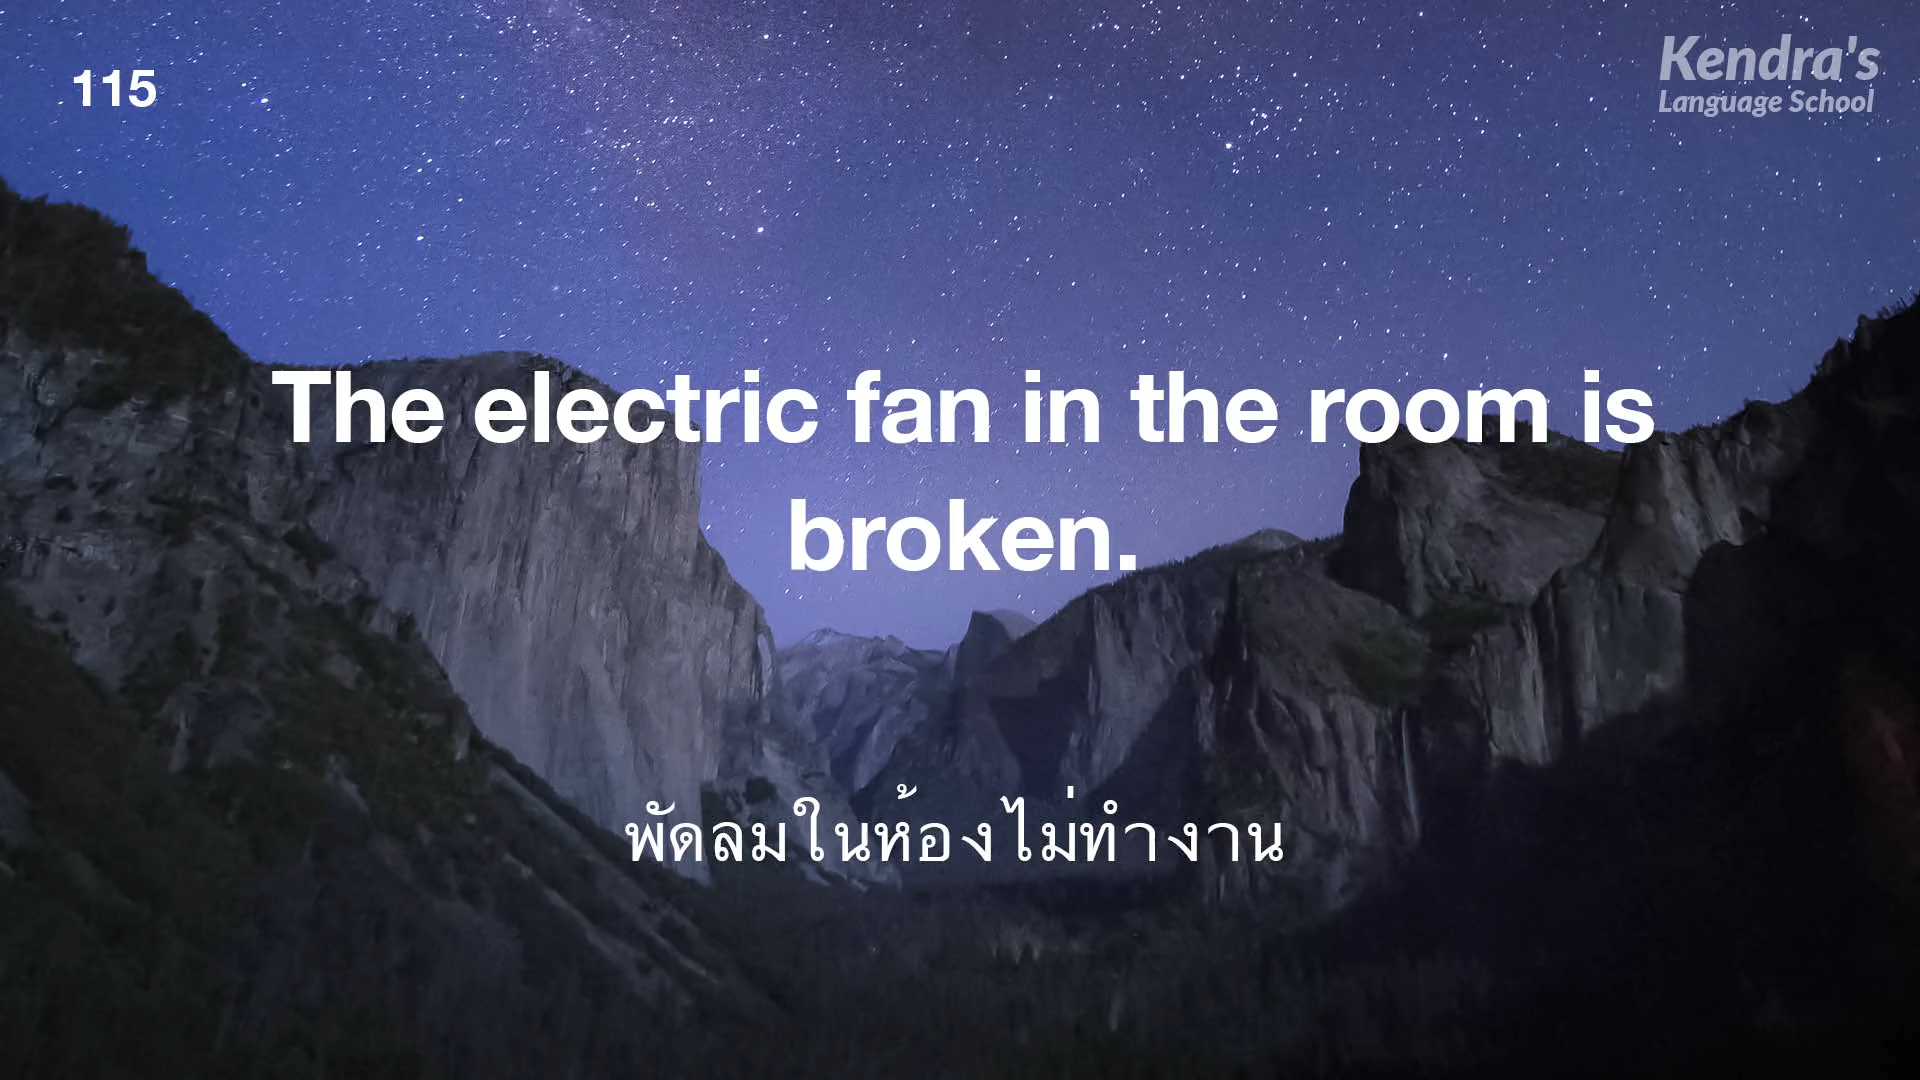 115
Kendra's
Language School
The electric fan in the room is
broken.
พัดลมในห้องไม่ทำงาน